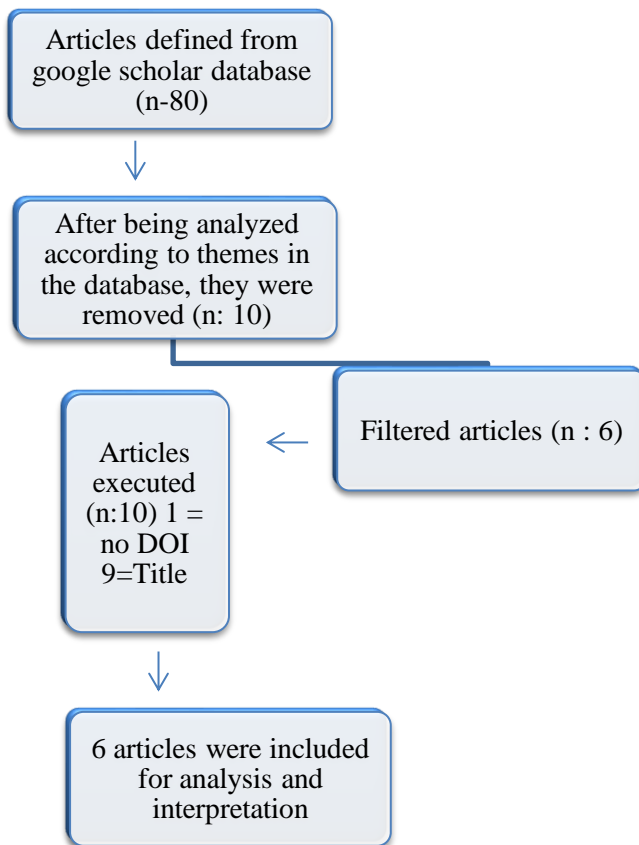 Articles defined from
google scholar database
(n-80)
After being analyzed
according to themes in
the database, they were
removed (n: 10)
Filtered articles (n : 6)
Articles
executed
(n:10) 1 =
no DOI
9=Title
6 articles were included
for analysis and
interpretation